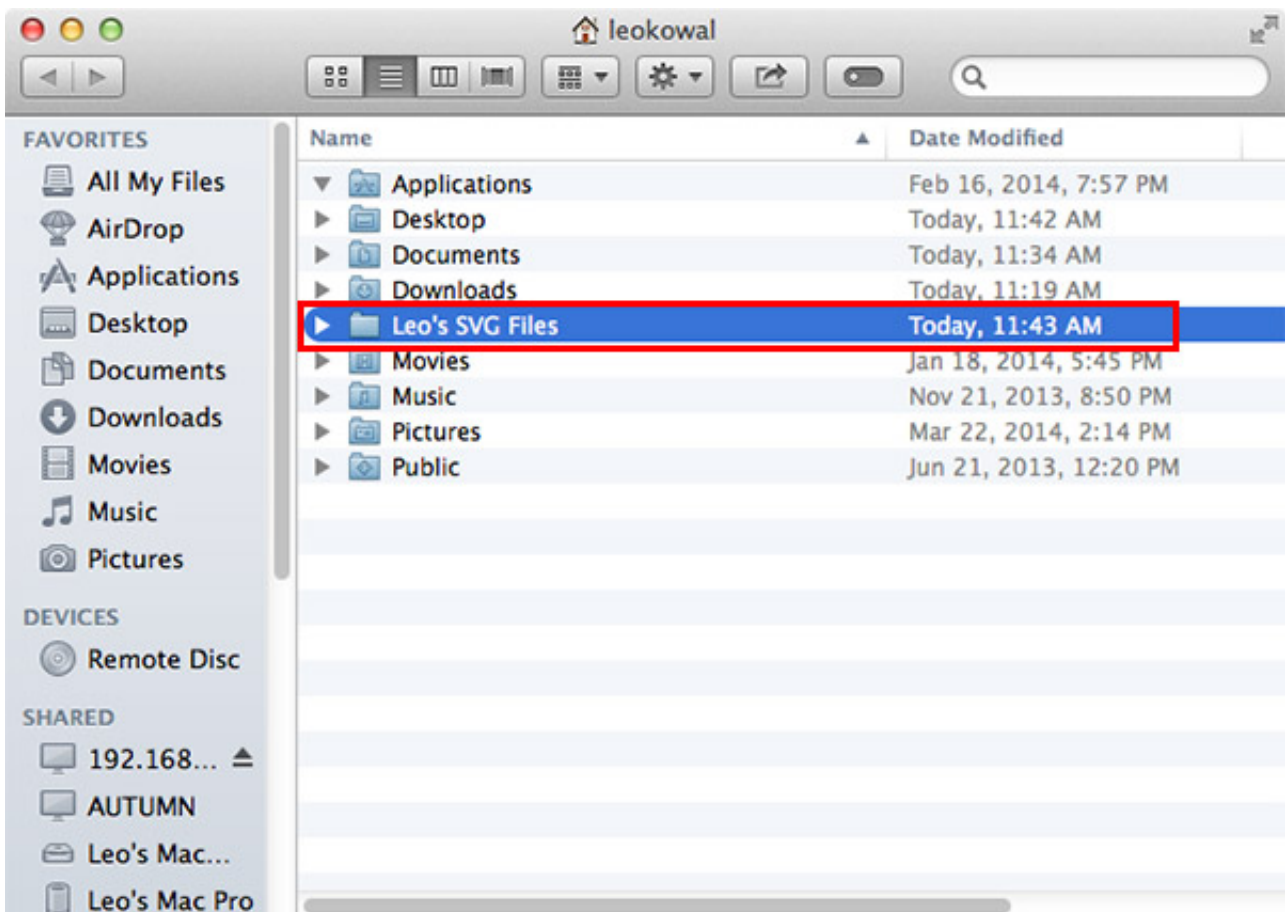 leokowal
FAVORITES
All My Files
AirDrop
Applications
Desktop
Documents
Downloads
Movies
Music
Pictures
DEVICES
Remote Disc
SHARED
192.168...
AUTUMN
Leo's Mac...
Leo's Mac Pro
Name Date Modified
Applications Feb 16, 2014, 7:57 PM
Desktop Today, 11:42 AM
Documents Today, 11:34 AM
Downloads Today, 11:19 AM
Leo's SVG Files Today, 11:43 AM
Movies Jan 18, 2014, 5:45 PM
Music Nov 21, 2013, 8:50 PM
Pictures Mar 22, 2014, 2:14 PM
Public Jun 21, 2013, 12:20 PM